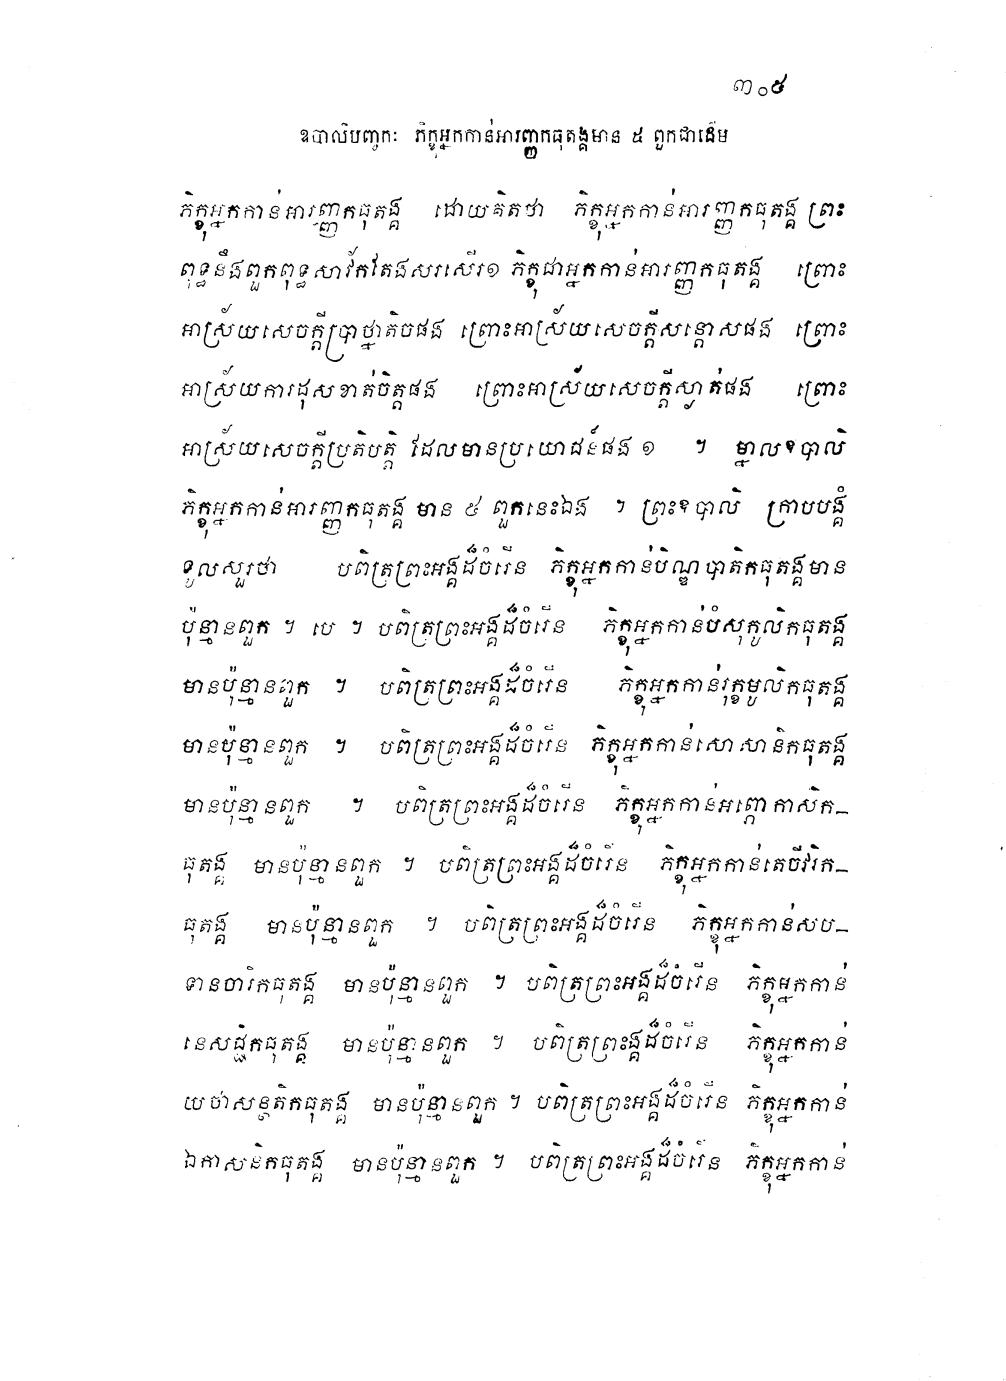 ៣០៥
ឧបាលិបញ្ចកៈ ភិក្ខុអ្នកកាន់អារញ្ញកធុតង្គមាន ៥ ពួកជាដើម
ភិក្ខុអ្នកកាន់អារញ្ញកធុតង្គ ដោយគិតថា ភិក្ខុអ្នកកាន់អារញ្ញកធុតង្គ ព្រះ
ពុទ្ធនឹងពួកពុទ្ធសាវ័កតែងសរសើរ១ ភិក្ខុជាអ្នកកាន់អារញ្ញកធុតង្គ ព្រោះ
អាស្រ័យសេចក្តីប្រាថ្នាតិចផង ព្រោះអាស្រ័យសេចក្តីសន្តោសផង ព្រោះ
អាស្រ័យការដុសខាត់ចិត្តផង ព្រោះអាស្រ័យសេចក្តីស្ងាត់ផង ព្រោះ
អាស្រ័យសេចក្តីប្រតិបត្តិ ដែលមានប្រយោជន៍ផង ១ ។ ម្នាលឧបាលិ
ភិក្ខុអ្នកកាន់អារញ្ញកធុតង្គ មាន ៥ ពួកនេះឯង ។ ព្រះឧបាលិ ក្រាបបង្គំ
ទូលសួរថា បពិត្រព្រះអង្គដ៏ចំរើន ភិក្ខុអ្នកកាន់បិណ្ឌបាតិកធុតង្គមាន
ប៉ុន្មានពួក ។ បេ ។ បពិត្រព្រះអង្គដ៏ចំរើន ភិក្ខុអ្នកកាន់បំសុកូលិកធុតង្គ
មានប៉ុន្មានពួក ។ បពិត្រព្រះអង្គដ៏ចំរើន ភិក្ខុអ្នកកាន់រុក្ខមូលិកធុតង្គ
មានប៉ុន្មានពួក ។ បពិត្រព្រះអង្គដ៏ចំរើន ភិក្ខុអ្នកកាន់សោសានិកធុតង្គ
មានប៉ុន្មានពួក ។ បពិត្រព្រះអង្គដ៏ចំរើន ភិក្ខុអ្នកកាន់អព្ភោកាសិក-
ធុតង្គ មានប៉ុន្មានពួក ។ បពិត្រព្រះអង្គដ៏ចំរើន ភិក្ខុអ្នកកាន់តេចីវរិក-
ធុតង្គ មានប៉ុន្មានពួក ។ បពិត្រព្រះអង្គដ៏ចំរើន ភិក្ខុអ្នកកាន់សប-
ទានចារិកធុតង្គ មានប៉ុន្មានពួក ។ បពិត្រព្រះអង្គដ៏ចំរើន ភិក្ខុអ្នកកាន់
នេសជ្ជិកធុតង្គ មានប៉ុន្មានពួក ។ បពិត្រព្រះង្គដ៏ចំរើន ភិក្ខុអ្នកកាន់
យថាសន្ថតិកធុតង្គ មានប៉ុន្មានពួក ។ បពិត្រព្រះអង្គដ៏ចំរើន ភិក្ខុអ្នកកាន់
ឯកាសនិកធុតង្គ មានប៉ុន្មានពួក ។ បពិត្រព្រះអង្គដ៏ចំរើន ភិក្ខុអ្នកកាន់